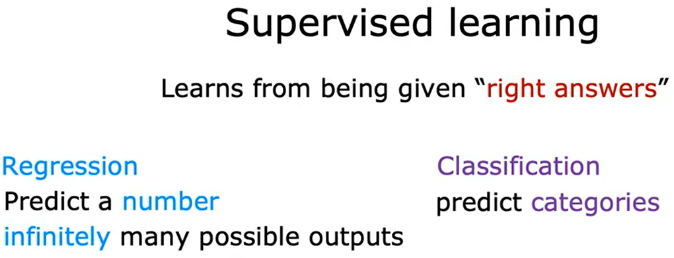 Supervised learning
Learns from being given “right answers”
Regression
Predict a number
infinitely many possible outputs
Classification
predict categories